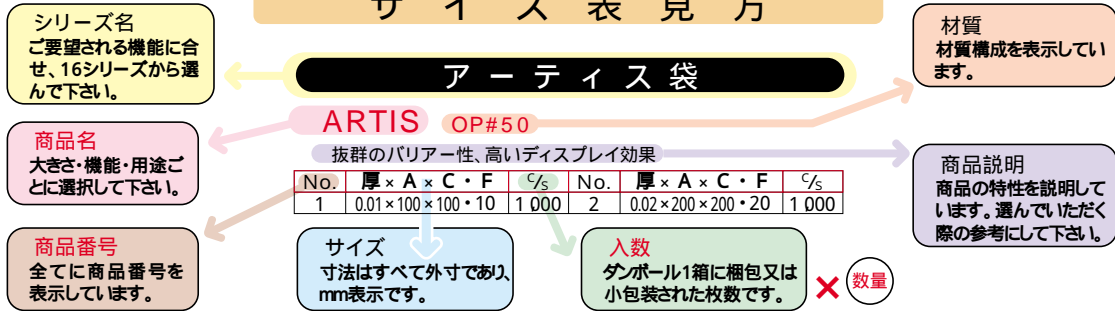 サイズ表見方
シリーズ名
ご要望される機能に合
せ、16シリーズから選
んで下さい。
材質
材質構成を表示してい
ます。
アーティス袋
ARTIS OP#50
抜群のバリアー性、高いディスプレイ効果
商品名
大きさ・機能・用途ご
とに選択して下さい。
商品説明
商品の特性を説明して
います。選んでいただく
際の参考にして下さい。
No. 厚×A×C・F C/S No. 厚×A×C・F C/S
1 0.01×100×100・10 1,000 2 0.02×200×200・20 1,000
商品番号
全てに商品番号を
表示しています。
サイズ
寸法はすべて外寸であり、
mm表示です。
入数
ダンボール1箱に梱包又は
小包装された枚数です。
×数量